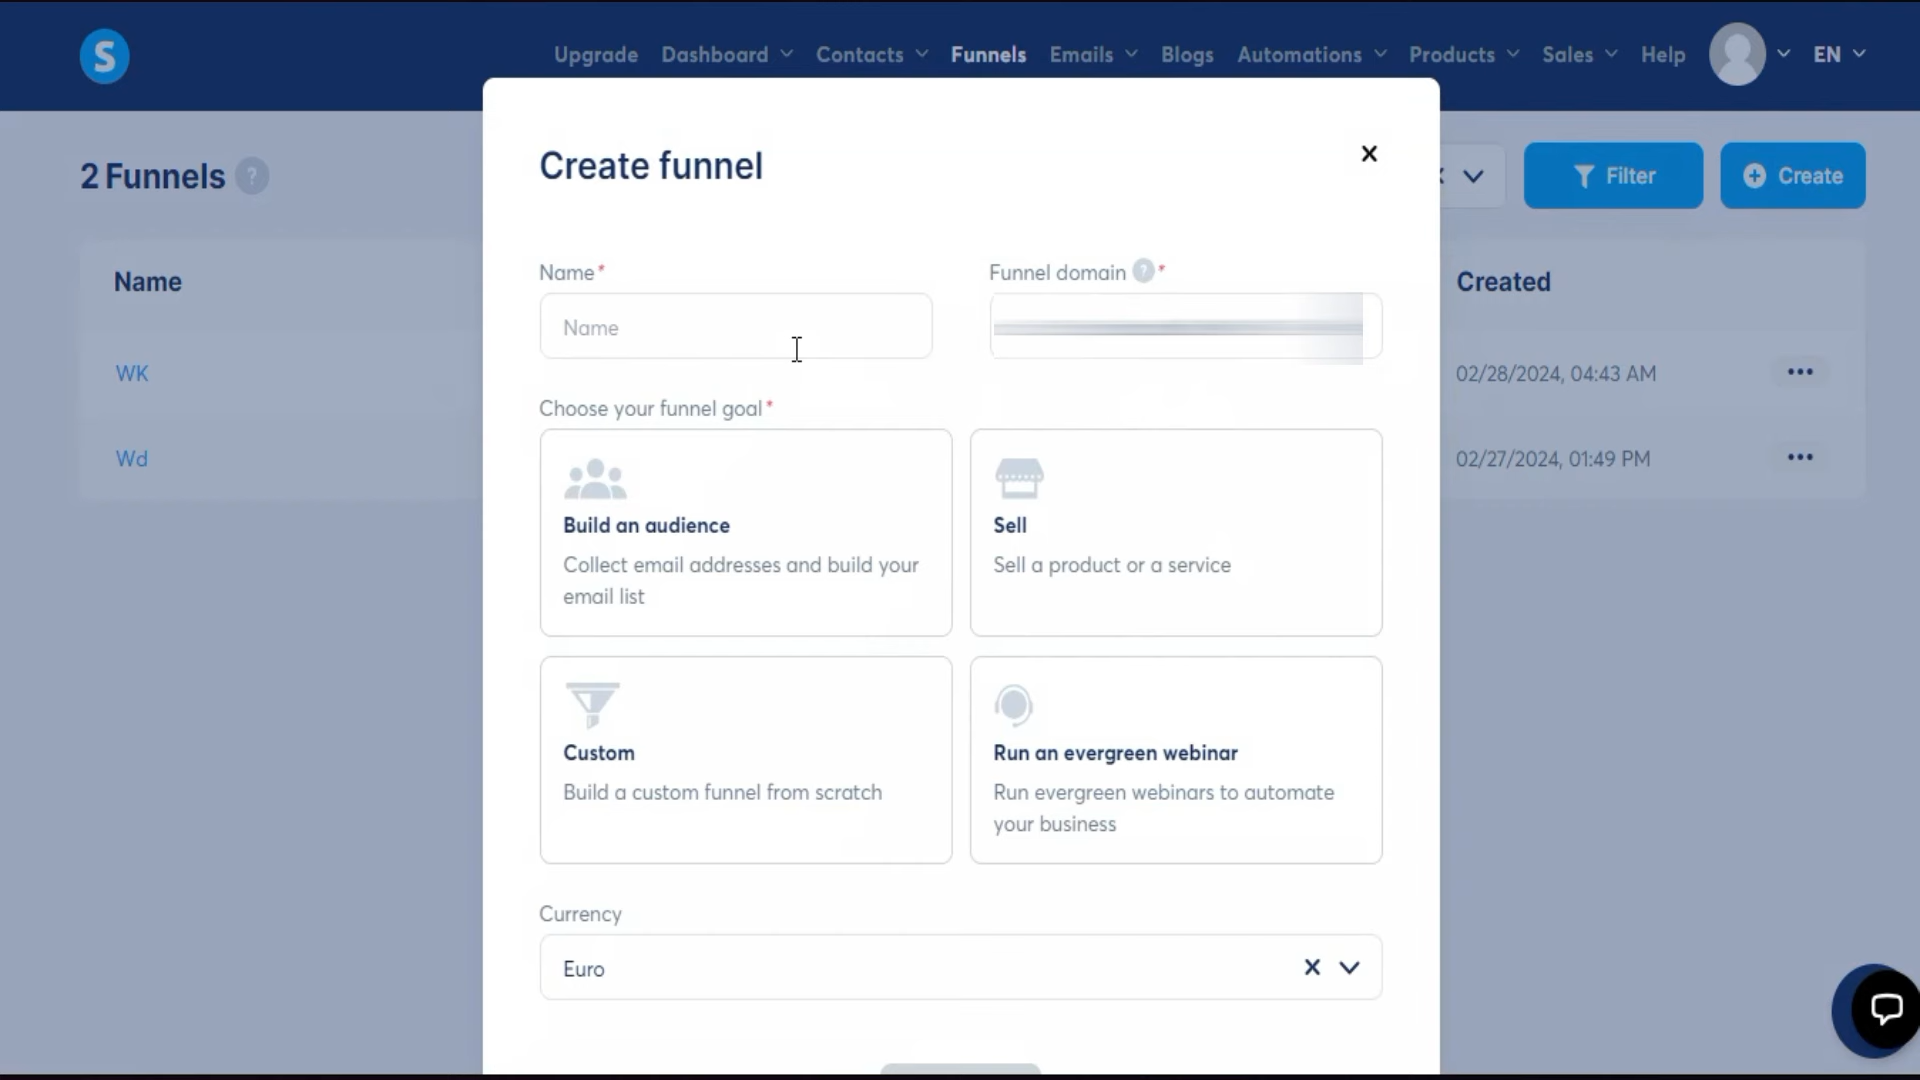 S
Upgrade Dashboard Contacts Funnels Emails Blogs Automations Products Sales Help EN
2 Funnels ?
Filter
Create
Create funnel
Name Created
WK 02/28/2024, 04:43 AM
Wd 02/27/2024, 01:49 PM
Name* Funnel domain ? *
Name
Choose your funnel goal*
Build an audience
Collect email addresses and build your
email list
Sell
Sell a product or a service
Custom
Build a custom funnel from scratch
Run an evergreen webinar
Run evergreen webinars to automate
your business
Currency
Euro